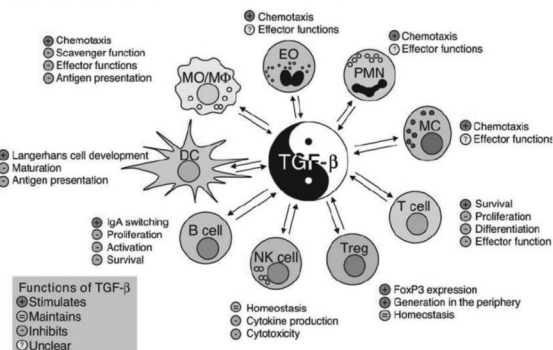 ⊕ Chemotaxis
? Effector functions
EO
⊕ Chemotaxis
? Effector functions
PMN
⊕ Chemotaxis
⊖ Scavenger function
⊖ Effector functions
⊖ Antigen presentation
MO/MΦ
MC
⊕ Chemotaxis
? Effector functions
TGF-β
⊕ Langerhans cell development
⊖ Maturation
⊖ Antigen presentation
DC
T cell
⊕ Survival
⊖ Proliferation
⊖ Differentiation
⊖ Effector function
⊕ IgA switching
⊖ Proliferation
⊖ Activation
⊖ Survival
B cell
NK cell
⊜ Homeostasis
⊖ Cytokine production
⊖ Cytotoxicity
Treg
⊕ FoxP3 expression
⊕ Generation in the periphery
⊜ Homeostasis
Functions of TGF-β
⊕ Stimulates
⊜ Maintains
⊖ Inhibits
? Unclear